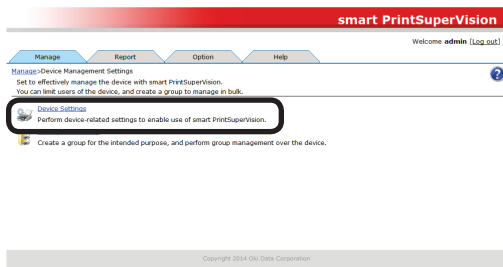 smart PrintSuperVision
Welcome admin [Log out]
Manage Report Option Help
Manage>Device Management Settings
Set to effectively manage the device with smart PrintSuperVision.
You can limit users of the device, and create a group to manage in bulk.
Device Settings
Perform device-related settings to enable use of smart PrintSuperVision.
Create a group for the intended purpose, and perform group management over the device.
Copyright 2014 Oki Data Corporation